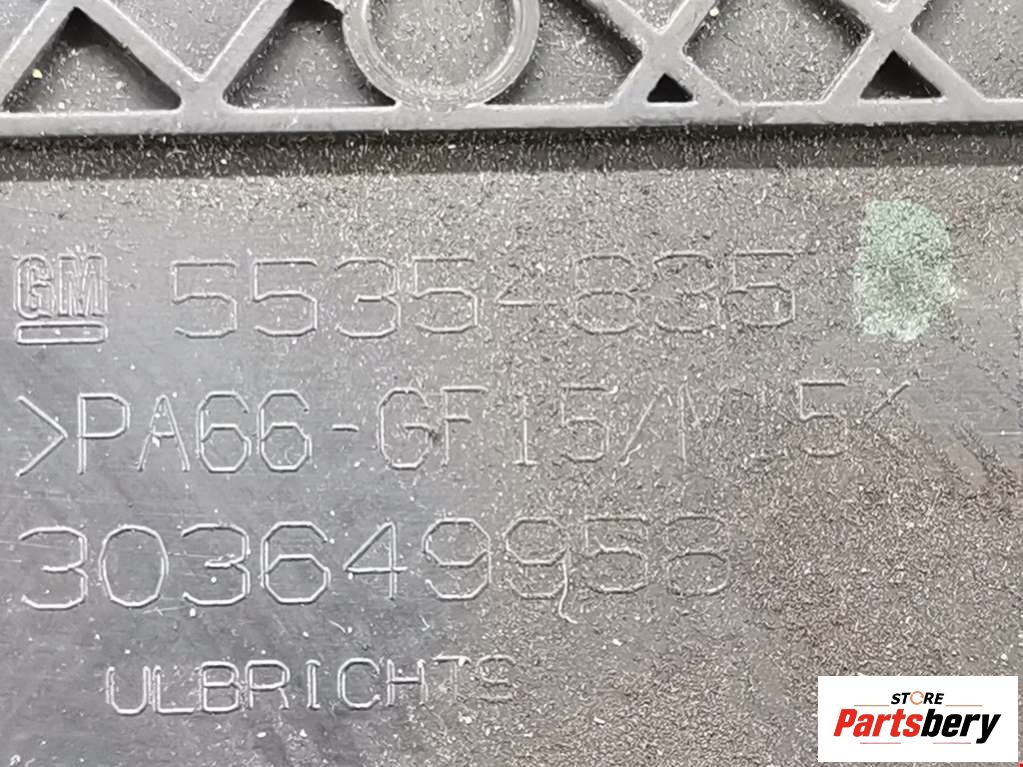 GM 55354835
>PA66-GF15/M15<
303649958
ULBRICHTS
STORE
Partsbery